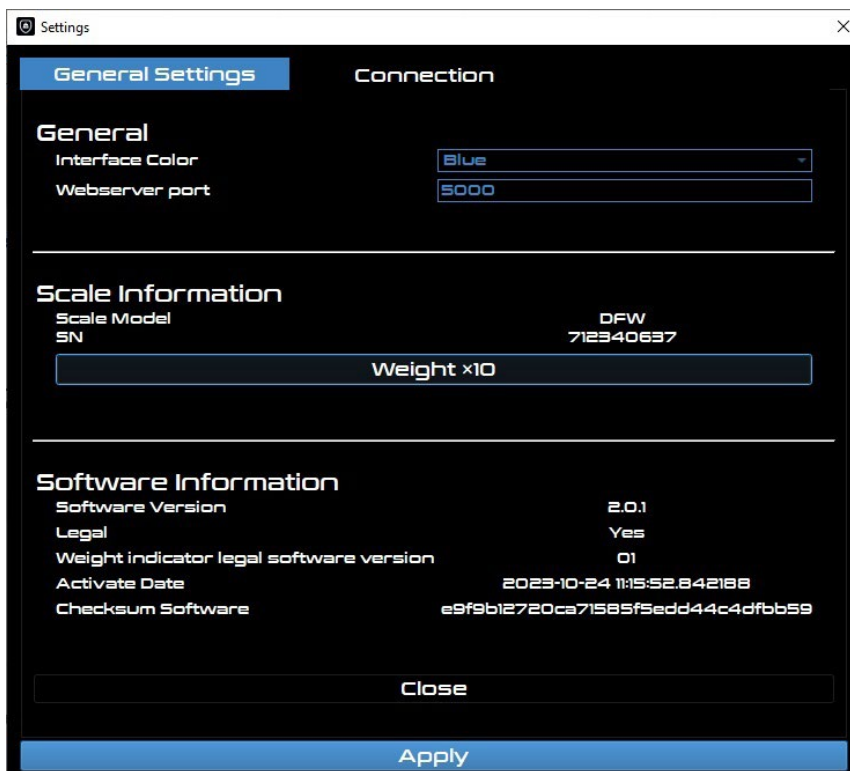 Settings
General Settings Connection
General
Interface Color Blue
Webserver port 5000
Scale Information
Scale Model DFW
SN 712340637
Weight ×10
Software Information
Software Version 2.0.1
Legal Yes
Weight indicator legal software version 01
Activate Date 2023-10-24 11:15:52.842188
Checksum Software e9f9b12720ca71585f5edd44c4dfbb59
Close
Apply